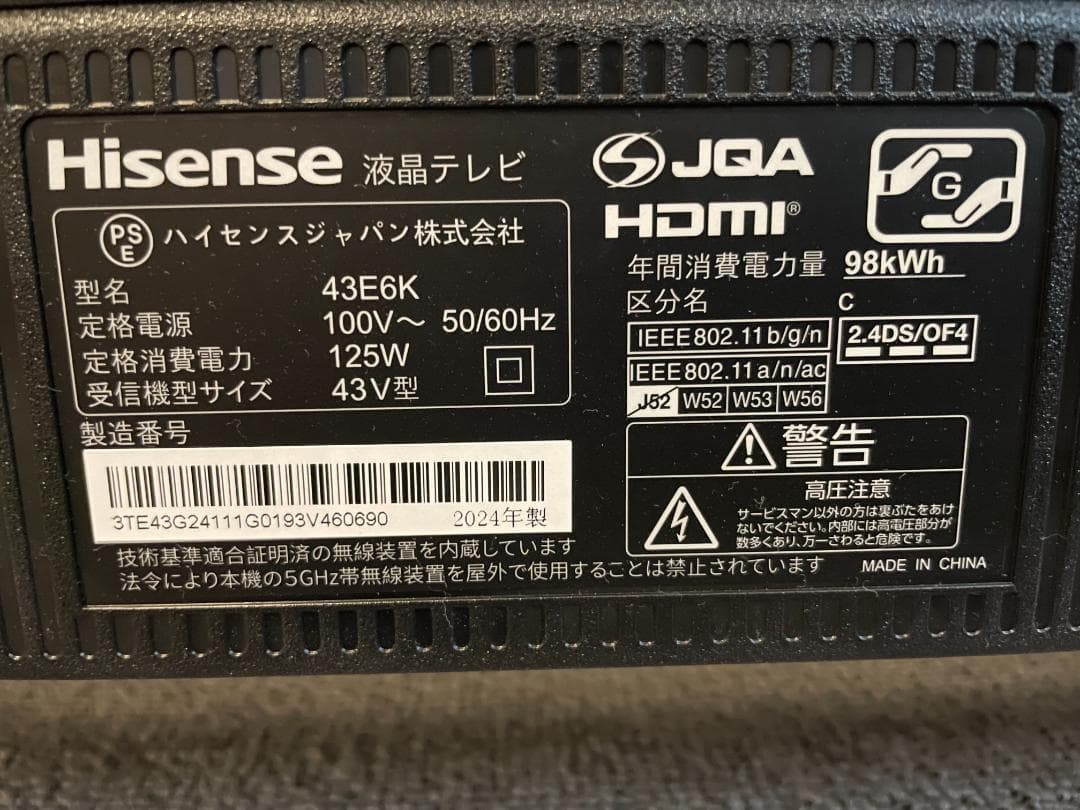 Hisense 液晶テレビ
PSE ハイセンスジャパン株式会社
型名 43E6K
定格電源 100V～ 50/60Hz
定格消費電力 125W
受信機型サイズ 43V型
製造番号
3TE43G24111G0193V460690 2024年製
技術基準適合証明済の無線装置を内蔵しています
法令により本機の5GHz帯無線装置を屋外で使用することは禁止されています
JQA
HDMI®
G
年間消費電力量 98kWh
区分名 C
IEEE802.11b/g/n
2.4DS/OF4
IEEE802.11a/n/ac
J52 W52 W53 W56
警告
高圧注意
サービスマン以外の方は裏ぶたをあけ
ないでください。内部には高電圧部分が
数多くあり、万一さわると危険です。
MADE IN CHINA